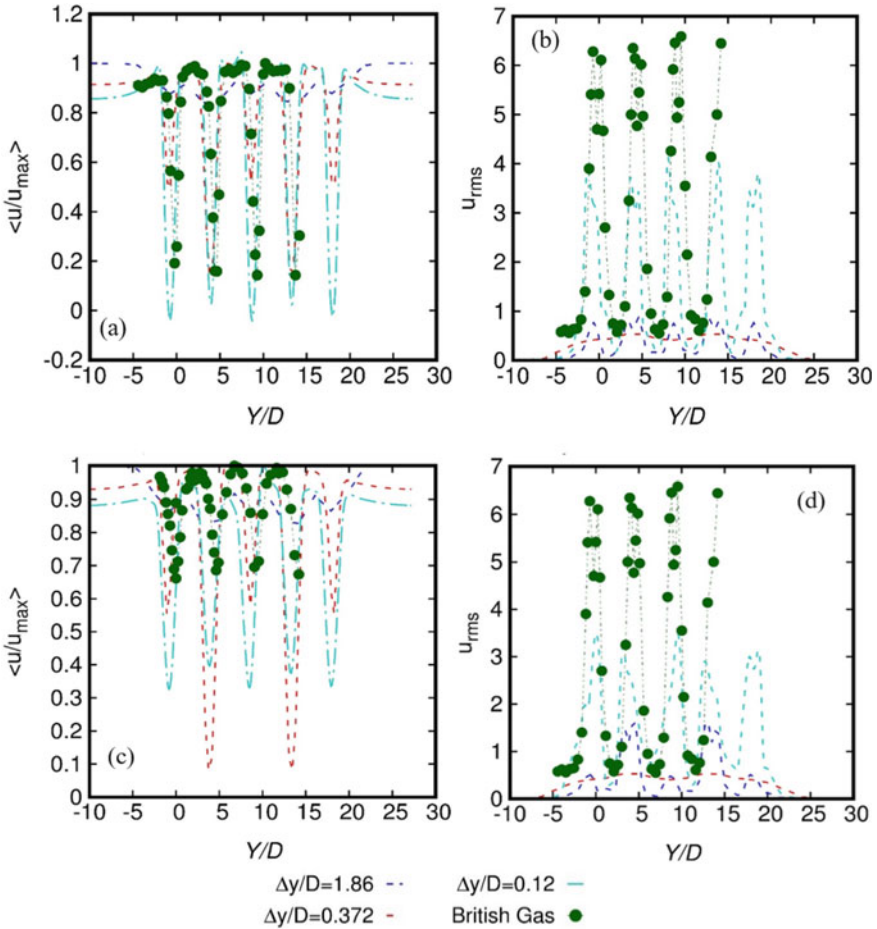 1.2
1
0.8
0.6
0.4
0.2
0
-0.2
<u/u_max>
(a)
-10 -5 0 5 10 15 20 25 30
Y/D
7
6
5
4
3
2
1
0
u_rms
(b)
-10 -5 0 5 10 15 20 25 30
Y/D
1
0.9
0.8
0.7
0.6
0.5
0.4
0.3
0.2
0.1
0
<u/u_max>
(c)
-10 -5 0 5 10 15 20 25 30
Y/D
7
6
5
4
3
2
1
0
u_rms
(d)
-10 -5 0 5 10 15 20 25 30
Y/D
Δy/D=1.86
Δy/D=0.12
Δy/D=0.372
British Gas